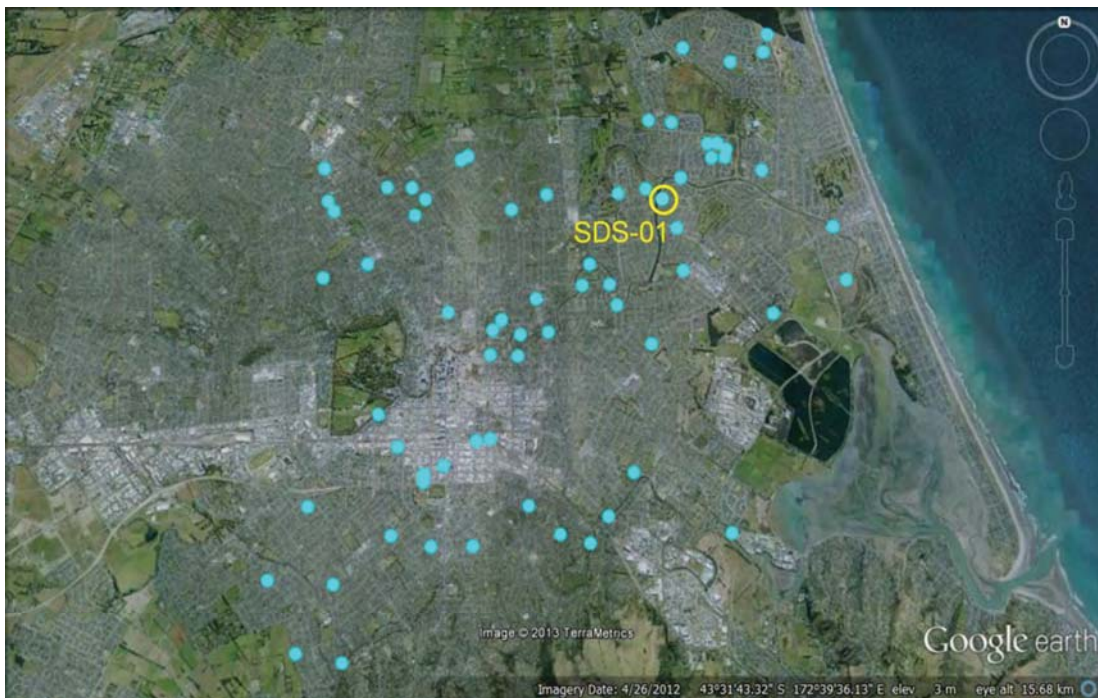 N
SDS-01
Image © 2013 TerraMetrics
Google earth
Imagery Date: 4/26/2012 43°31'43.32" S 172°39'36.13" E elev 3 m eye alt 15.68 km